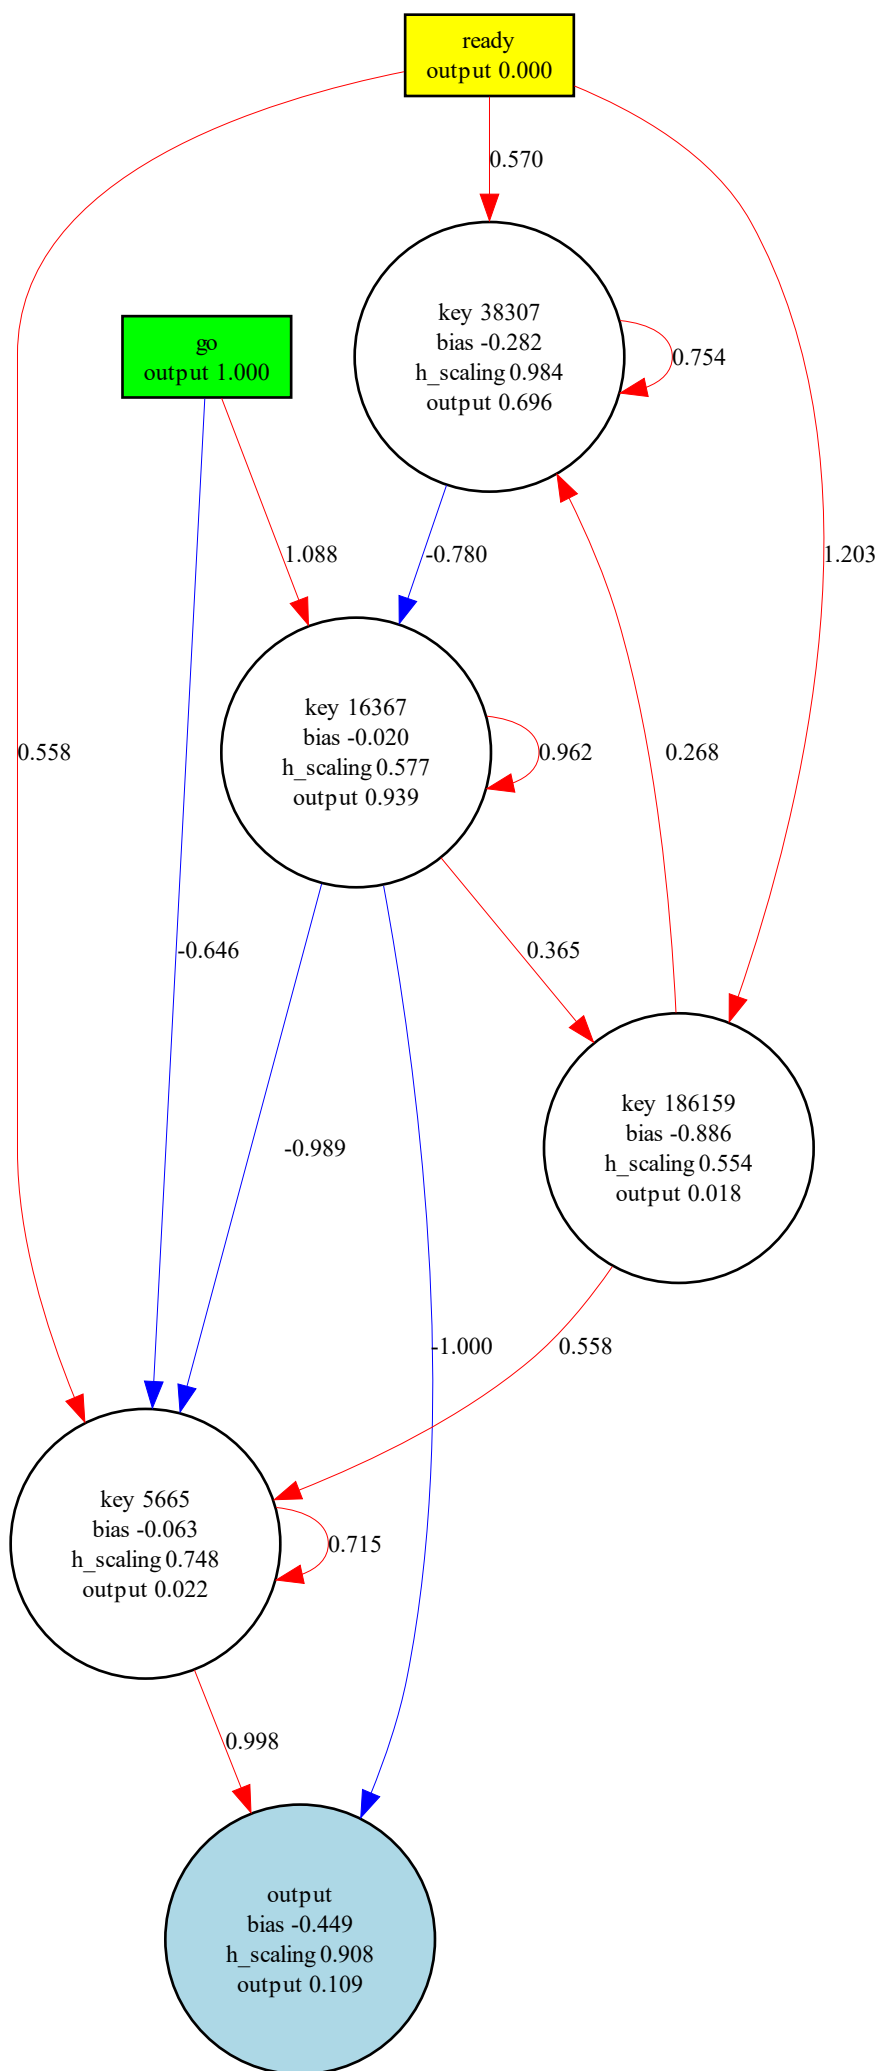 ready
output 0.000
0.570
go
output 1.000
key 38307
bias -0.282
h_scaling 0.984
output 0.696
0.754
1.088
-0.780
1.203
key 16367
bias -0.020
h_scaling 0.577
output 0.939
0.558
0.962
0.268
-0.646
0.365
key 186159
bias -0.886
h_scaling 0.554
output 0.018
-0.989
-1.000
0.558
key 5665
bias -0.063
h_scaling 0.748
output 0.022
0.715
0.998
output
bias -0.449
h_scaling 0.908
output 0.109